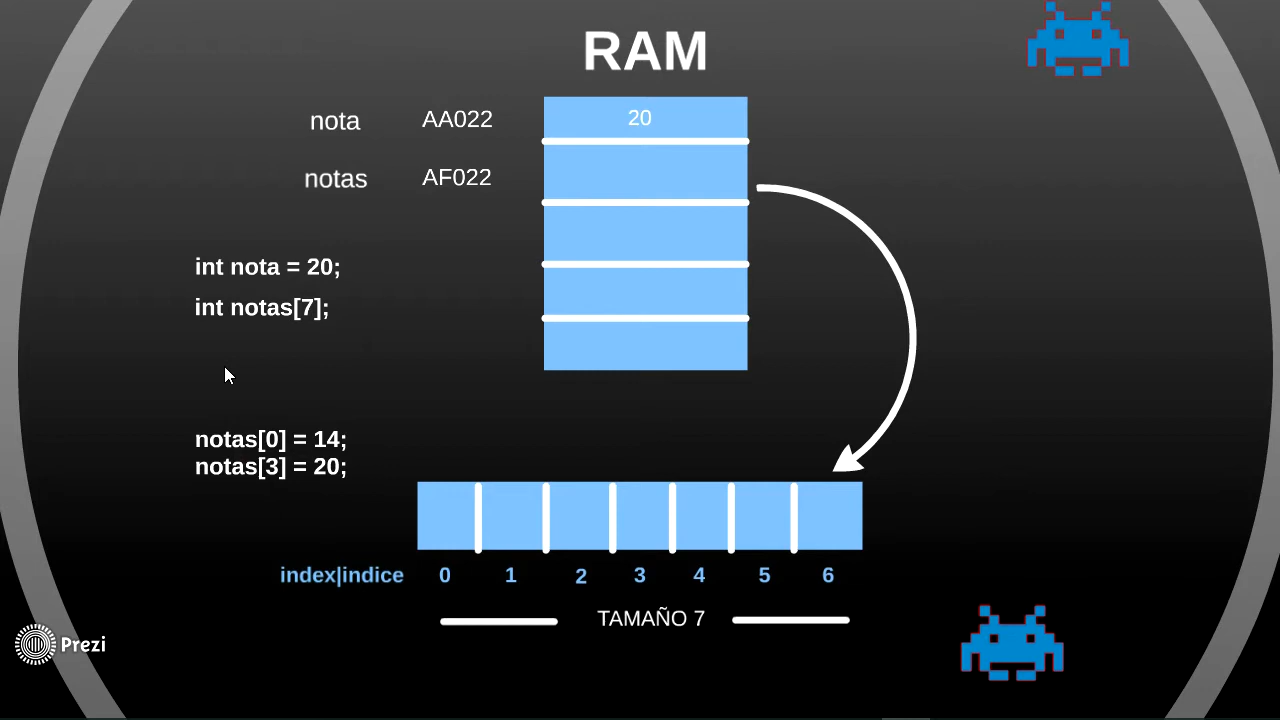 RAM
nota AA022 20
notas AF022
int nota = 20;
int notas[7];
notas[0] = 14;
notas[3] = 20;
index|indice 0 1 2 3 4 5 6
TAMAÑO 7
Prezi